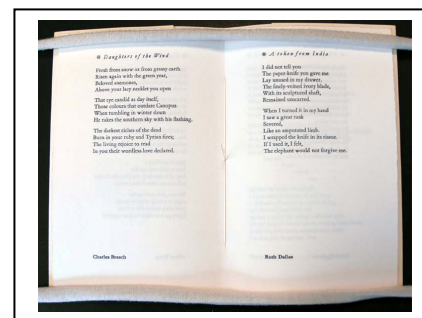 Daughters of the Wind
Fresh from snow or from grassy earth
Risen again with the green year,
Beloved anemones,
Above your lacy necklet you open
That eye candid as day itself,
Those colours that outdare Canopus
When tumbling in winter dawn
He rakes the southern sky with his flashing.
The darkest riches of the dead
Burn in your ruby and Tyrian fires;
The living rejoice to read
In you their wordless love declared.
Charles Brasch
A token from India
I did not tell you
The paper-knife you gave me
Lay unused in my drawer.
The finely-veined ivory blade,
With its sculptured shaft,
Remained unscarred.
When I turned it in my hand
I saw a great tusk
Severed,
Like an amputated limb.
I wrapped the knife in its tissue.
If I used it, I felt,
The elephant would not forgive me.
Ruth Dallas